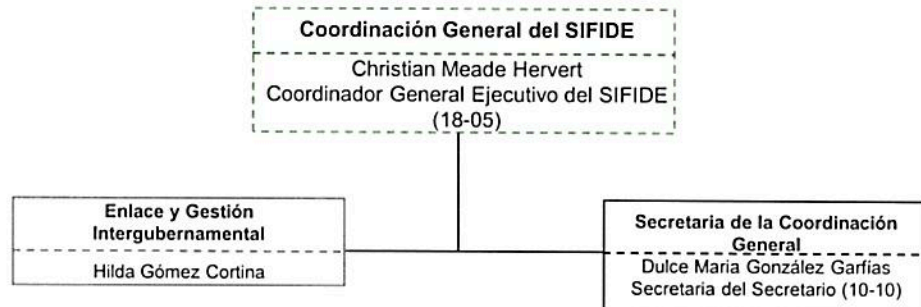 Coordinación General del SIFIDE
Christian Meade Hervert
Coordinador General Ejecutivo del SIFIDE
(18-05)
Enlace y Gestión
Intergubernamental
Hilda Gómez Cortina
Secretaria de la Coordinación
General
Dulce Maria González Garfias
Secretaria del Secretario (10-10)